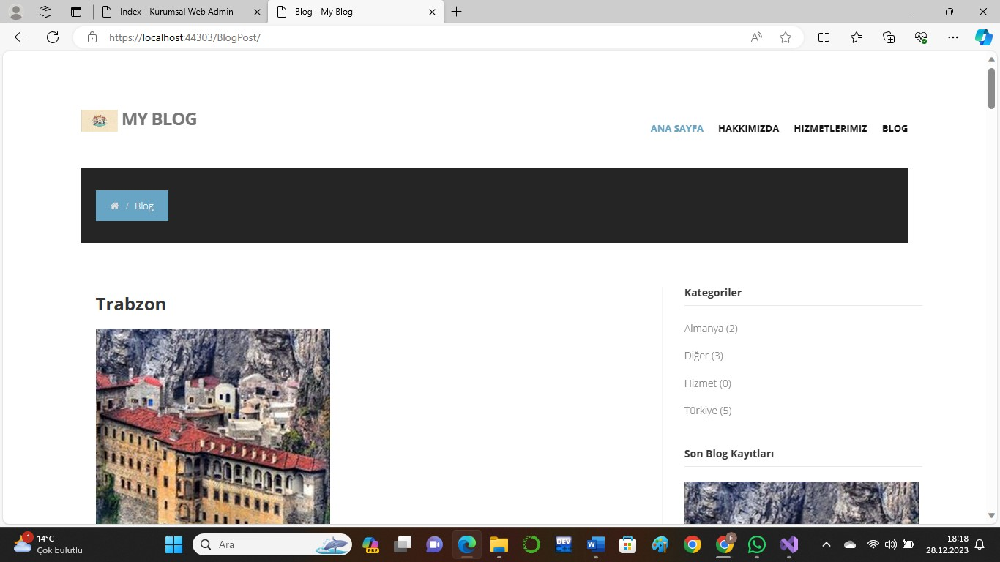 Index - Kurumsal Web Admin
Blog - My Blog
https://localhost:44303/BlogPost/
MY BLOG
ANA SAYFA HAKKIMIZDA HIZMETLERIMIZ BLOG
/ Blog
Trabzon
Kategoriler
Almanya (2)
Diğer (3)
Hizmet (0)
Türkiye (5)
Son Blog Kayıtları
1
14°C
Çok bulutlu
Ara
PRE
DEV
F
18:18
28.12.2023